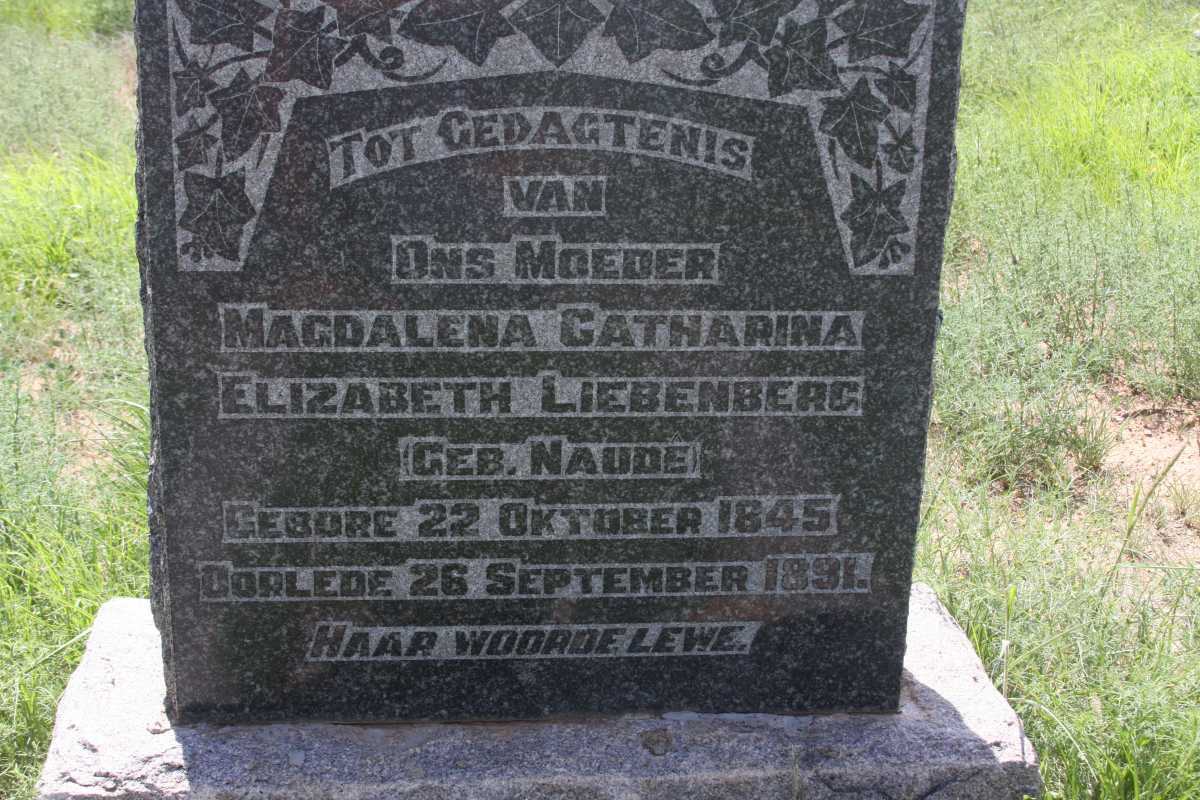 TOT GEDAGTENIS
VAN
ONS MOEDER
MAGDALENA CATHARINA
ELIZABETH LIEBENBERG
(GEB. NAUDÉ)
GEBORE 22 OKTOBER 1845
OORLEDE 26 SEPTEMBER 1891.
HAAR WOORDE LEWE.